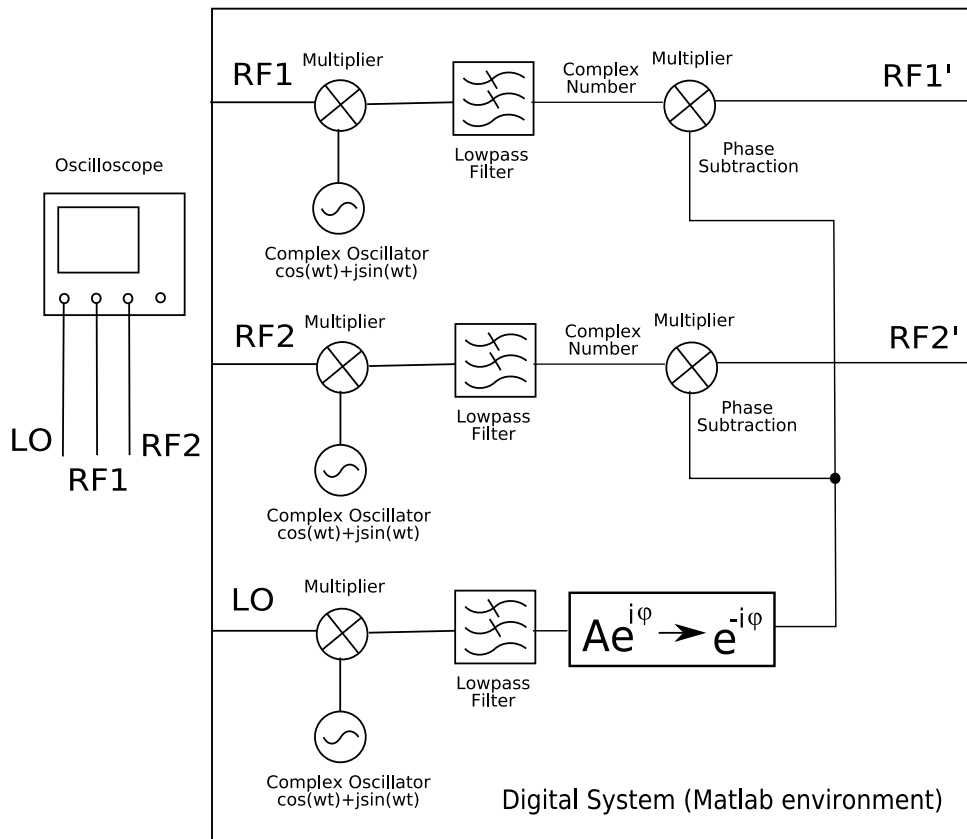 Multiplier
RF1
Complex
Number
Multiplier
RF1'
Lowpass
Filter
Phase
Subtraction
Oscilloscope
Complex Oscillator
cos(wt)+jsin(wt)
RF2
Multiplier
Complex
Number
Multiplier
RF2'
Lowpass
Filter
Phase
Subtraction
LO
RF1
RF2
Complex Oscillator
cos(wt)+jsin(wt)
LO
Multiplier
Ae^iφ → e^-iφ
Lowpass
Filter
Complex Oscillator
cos(wt)+jsin(wt)
Digital System (Matlab environment)